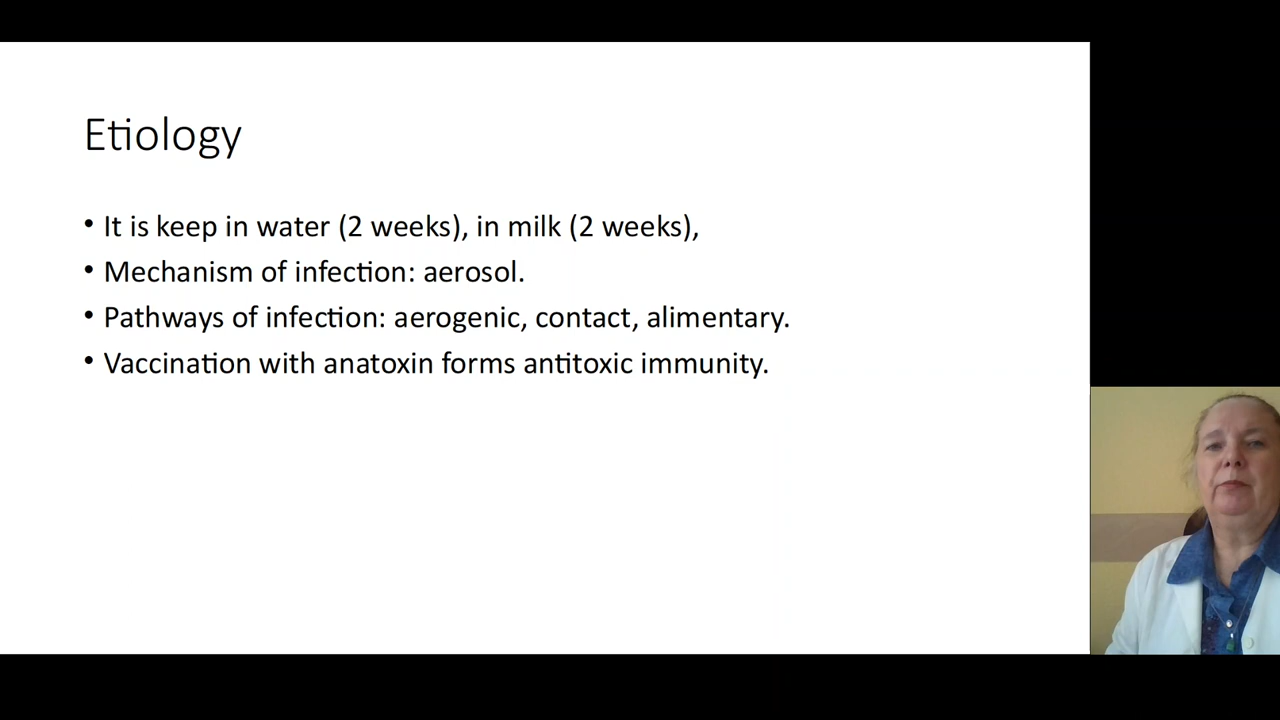 Etiology
• It is keep in water (2 weeks), in milk (2 weeks),
• Mechanism of infection: aerosol.
• Pathways of infection: aerogenic, contact, alimentary.
• Vaccination with anatoxin forms antitoxic immunity.